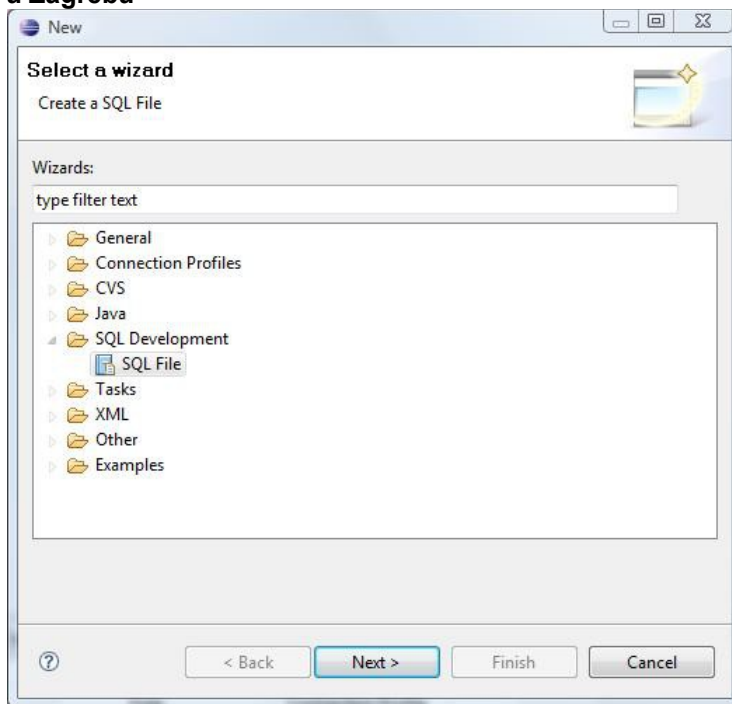 u Zagrebu
New
Select a wizard
Create a SQL File
Wizards:
type filter text
General
Connection Profiles
CVS
Java
SQL Development
SQL File
Tasks
XML
Other
Examples
? < Back Next > Finish Cancel